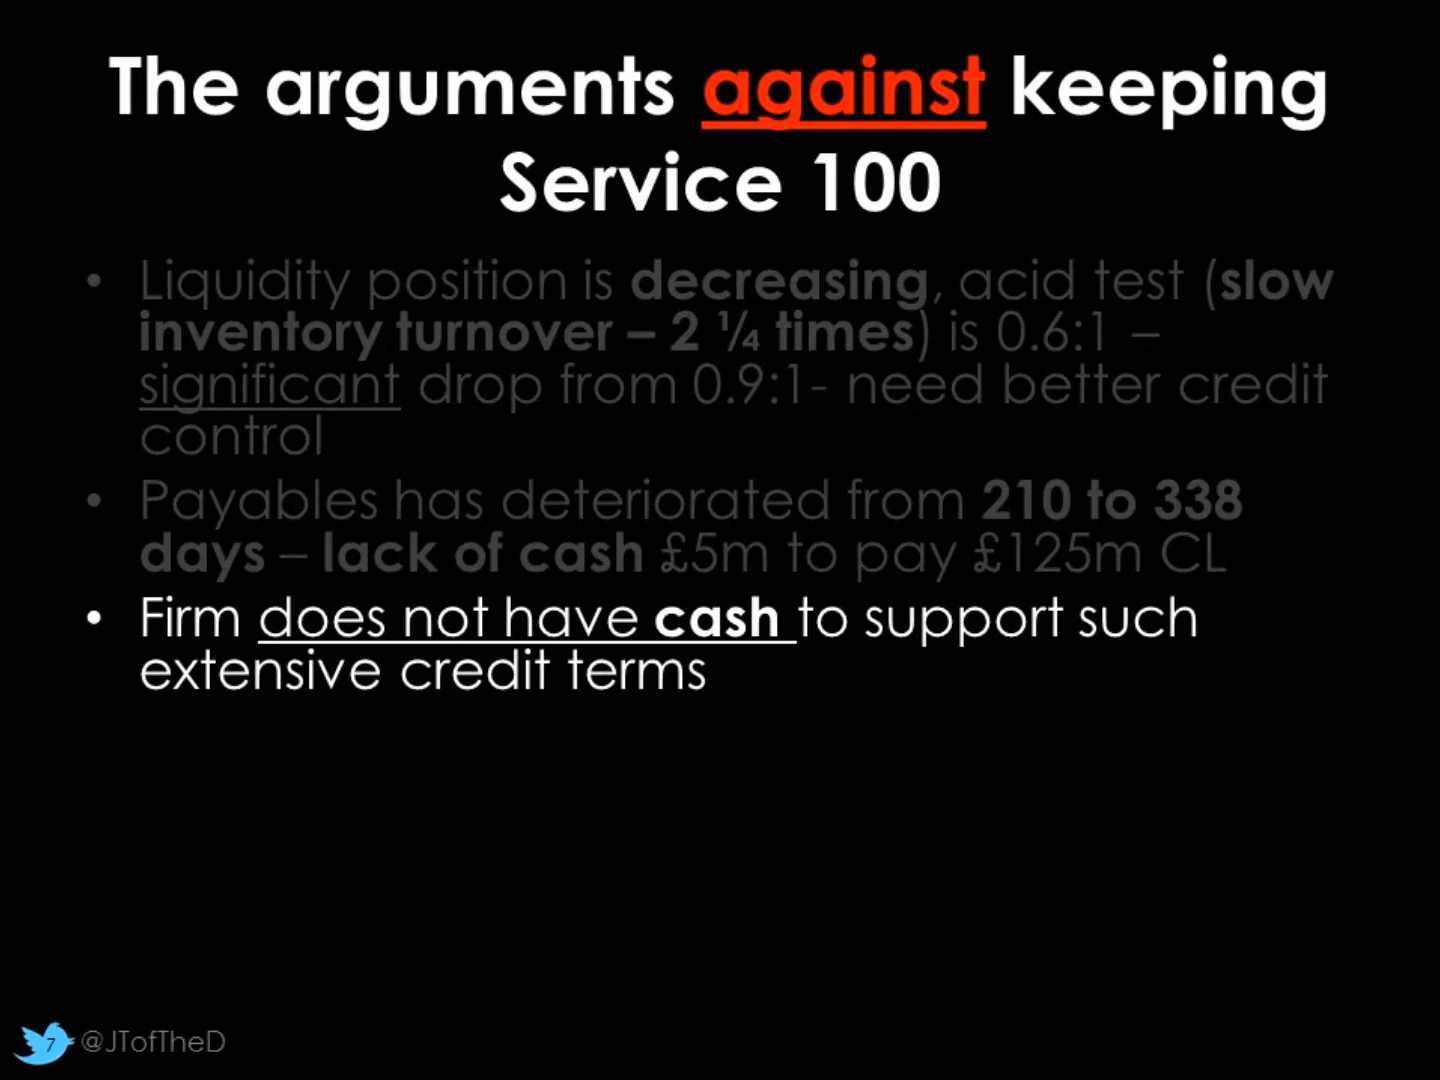 The arguments against keeping
Service 100
• Liquidity position is decreasing, acid test (slow
inventory turnover – 2 ¼ times) is 0.6:1 –
significant drop from 0.9:1- need better credit
control
• Payables has deteriorated from 210 to 338
days – lack of cash £5m to pay £125m CL
• Firm does not have cash to support such
extensive credit terms
7 @JTofTheD